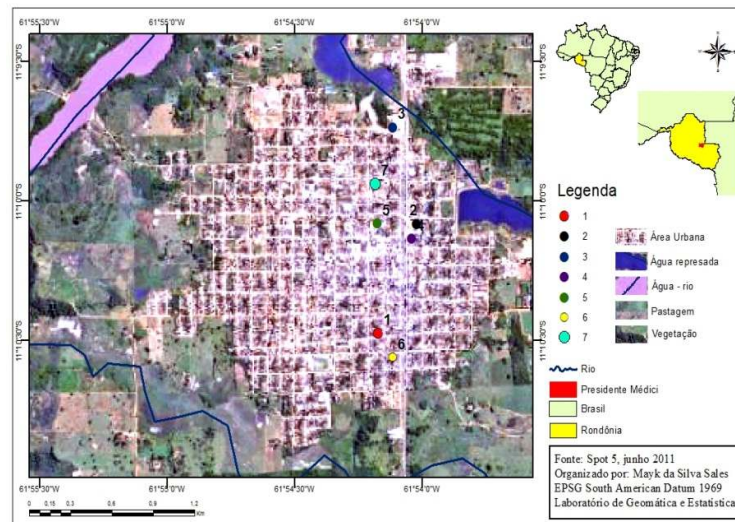 61°55'30"W 61°55'0"W 61°54'30"W 61°54'0"W
11°9'30"S 11°9'30"S
11°10'0"S 11°10'30"S
3
7
5 2
4
1
6
61°55'30"W 61°55'0"W 61°54'30"W 61°54'0"W
0 0.15 0.3 0.6 0.9 1.2
Km
Legenda
1
2
3
4
5
6
7
Área Urbana
Água represada
Água - rio
Pastagem
Vegetação
Rio
Presidente Médici
Brasil
Rondônia
Fonte: Spot 5, junho 2011
Organizado por: Mayk da Silva Sales
EPSG South American Datum 1969
Laboratório de Geomática e Estatística